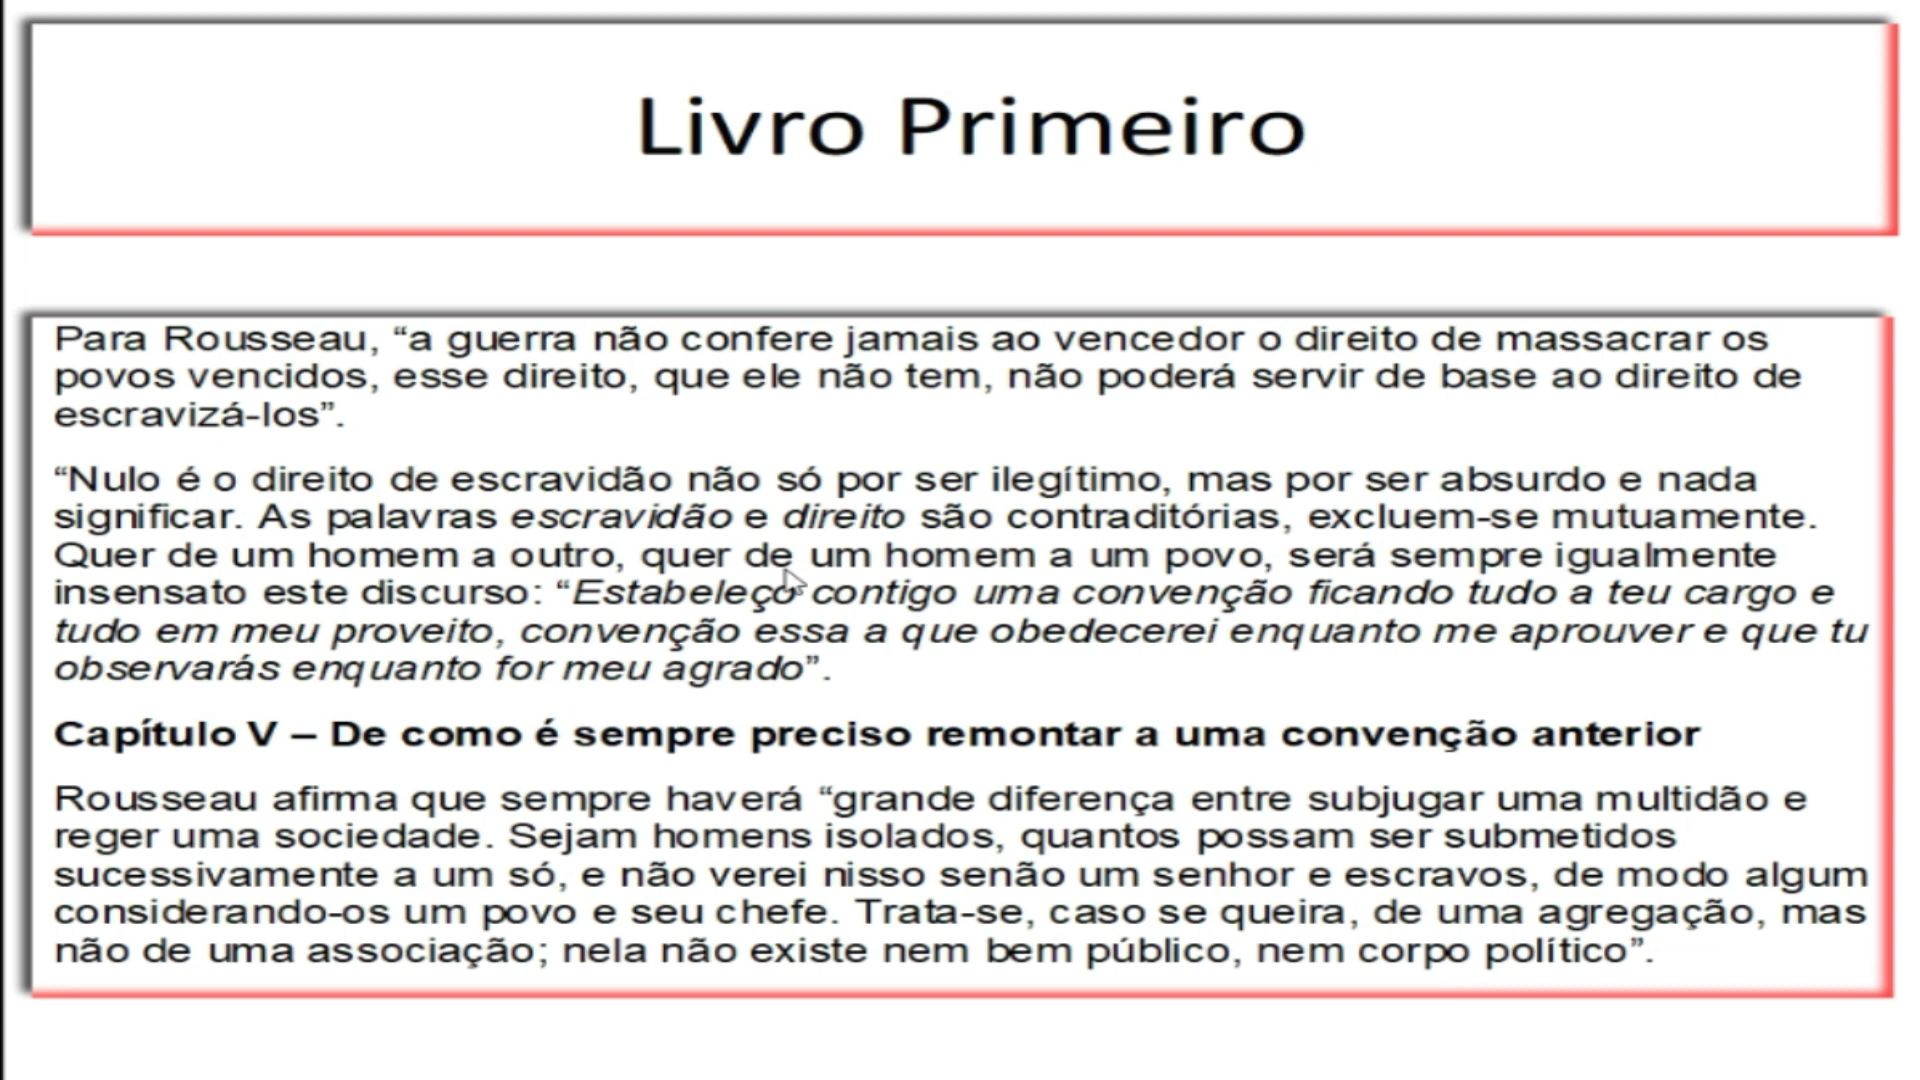 Livro Primeiro
Para Rousseau, “a guerra não confere jamais ao vencedor o direito de massacrar os
povos vencidos, esse direito, que ele não tem, não poderá servir de base ao direito de
escravizá-los”.
“Nulo é o direito de escravidão não só por ser ilegítimo, mas por ser absurdo e nada
significar. As palavras escravidão e direito são contraditórias, excluem-se mutuamente.
Quer de um homem a outro, quer de um homem a um povo, será sempre igualmente
insensato este discurso: “Estabeleço contigo uma convenção ficando tudo a teu cargo e
tudo em meu proveito, convenção essa a que obedecerei enquanto me aprouver e que tu
observarás enquanto for meu agrado”.
Capítulo V – De como é sempre preciso remontar a uma convenção anterior
Rousseau afirma que sempre haverá “grande diferença entre subjugar uma multidão e
reger uma sociedade. Sejam homens isolados, quantos possam ser submetidos
sucessivamente a um só, e não verei nisso senão um senhor e escravos, de modo algum
considerando-os um povo e seu chefe. Trata-se, caso se queira, de uma agregação, mas
não de uma associação; nela não existe nem bem público, nem corpo político”.